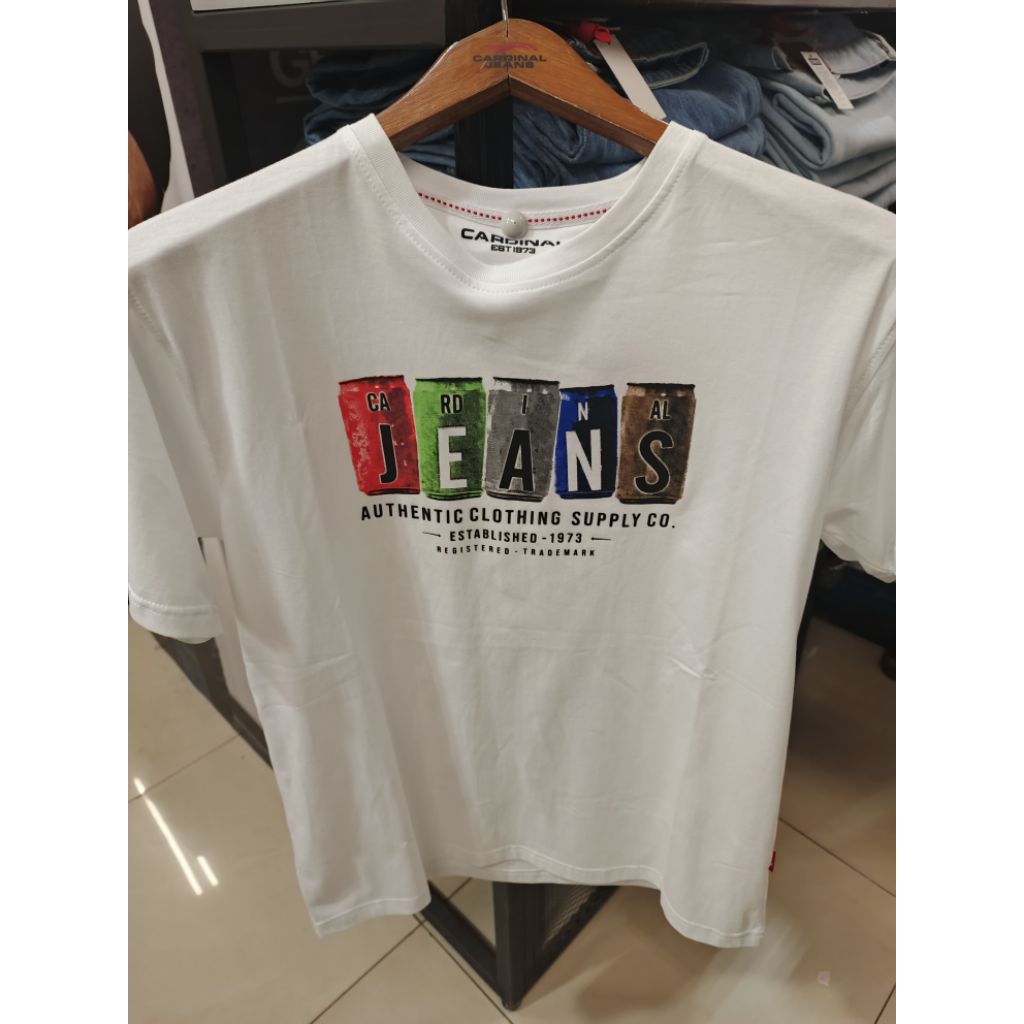 CARDINAL
JEANS
CARDINAL
EST 1973
CA RD I N AL
JEANS
AUTHENTIC CLOTHING SUPPLY CO.
ESTABLISHED - 1973
REGISTERED - TRADEMARK